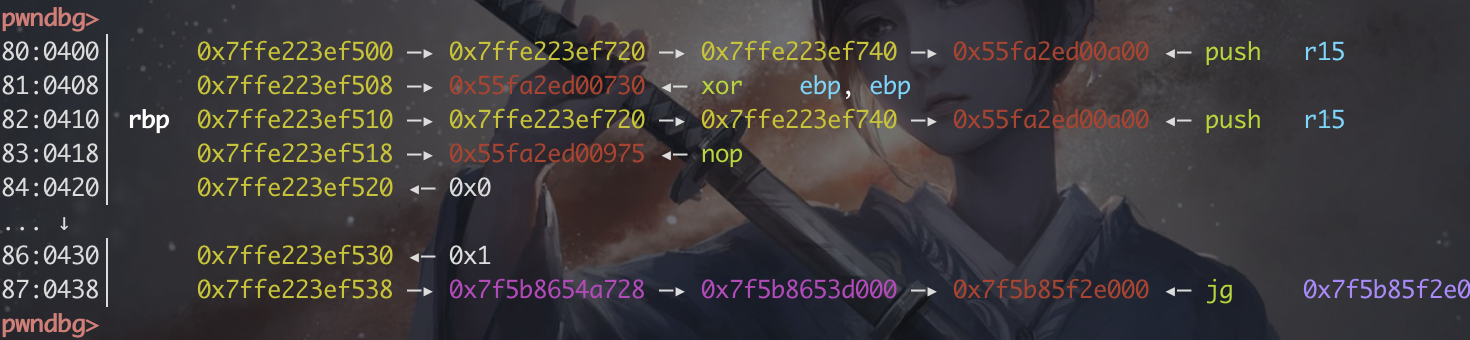 pwndbg>
80:0400│ 0x7ffe223ef500 —▸ 0x7ffe223ef720 —▸ 0x7ffe223ef740 —▸ 0x55fa2ed00a00 ◂— push r15
81:0408│ 0x7ffe223ef508 —▸ 0x55fa2ed00730 ◂— xor ebp, ebp
82:0410│ rbp 0x7ffe223ef510 —▸ 0x7ffe223ef720 —▸ 0x7ffe223ef740 —▸ 0x55fa2ed00a00 ◂— push r15
83:0418│ 0x7ffe223ef518 —▸ 0x55fa2ed00975 ◂— nop
84:0420│ 0x7ffe223ef520 ◂— 0x0
... ↓
86:0430│ 0x7ffe223ef530 ◂— 0x1
87:0438│ 0x7ffe223ef538 —▸ 0x7f5b8654a728 —▸ 0x7f5b8653d000 —▸ 0x7f5b85f2e000 ◂— jg 0x7f5b85f2e0
pwndbg>